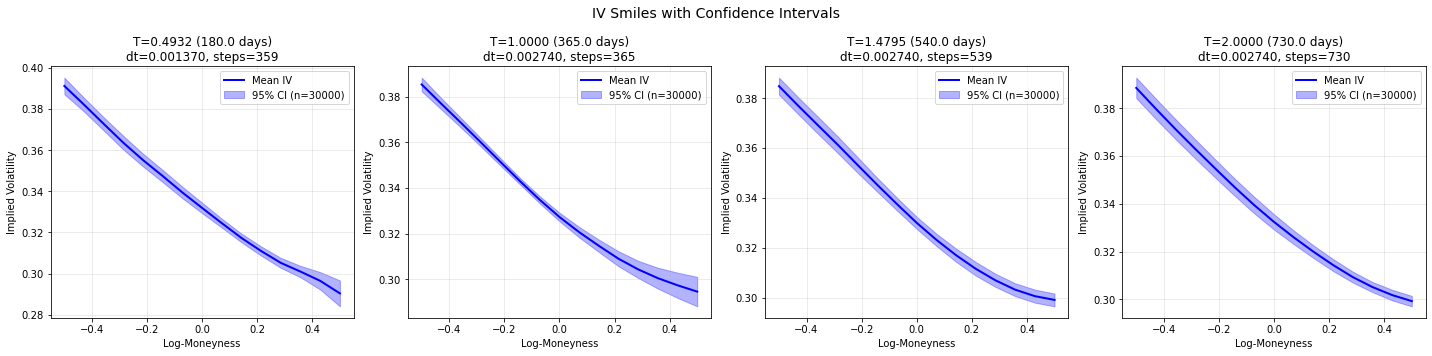 IV Smiles with Confidence Intervals
T=0.4932 (180.0 days)
dt=0.001370, steps=359
Mean IV
95% CI (n=30000)
0.40
0.38
0.36
0.34
0.32
0.30
0.28
Implied Volatility
−0.4
−0.2
0.0
0.2
0.4
Log-Moneyness
T=1.0000 (365.0 days)
dt=0.002740, steps=365
Mean IV
95% CI (n=30000)
0.38
0.36
0.34
0.32
0.30
Implied Volatility
−0.4
−0.2
0.0
0.2
0.4
Log-Moneyness
T=1.4795 (540.0 days)
dt=0.002740, steps=539
Mean IV
95% CI (n=30000)
0.38
0.36
0.34
0.32
0.30
Implied Volatility
−0.4
−0.2
0.0
0.2
0.4
Log-Moneyness
T=2.0000 (730.0 days)
dt=0.002740, steps=730
Mean IV
95% CI (n=30000)
0.38
0.36
0.34
0.32
0.30
Implied Volatility
−0.4
−0.2
0.0
0.2
0.4
Log-Moneyness